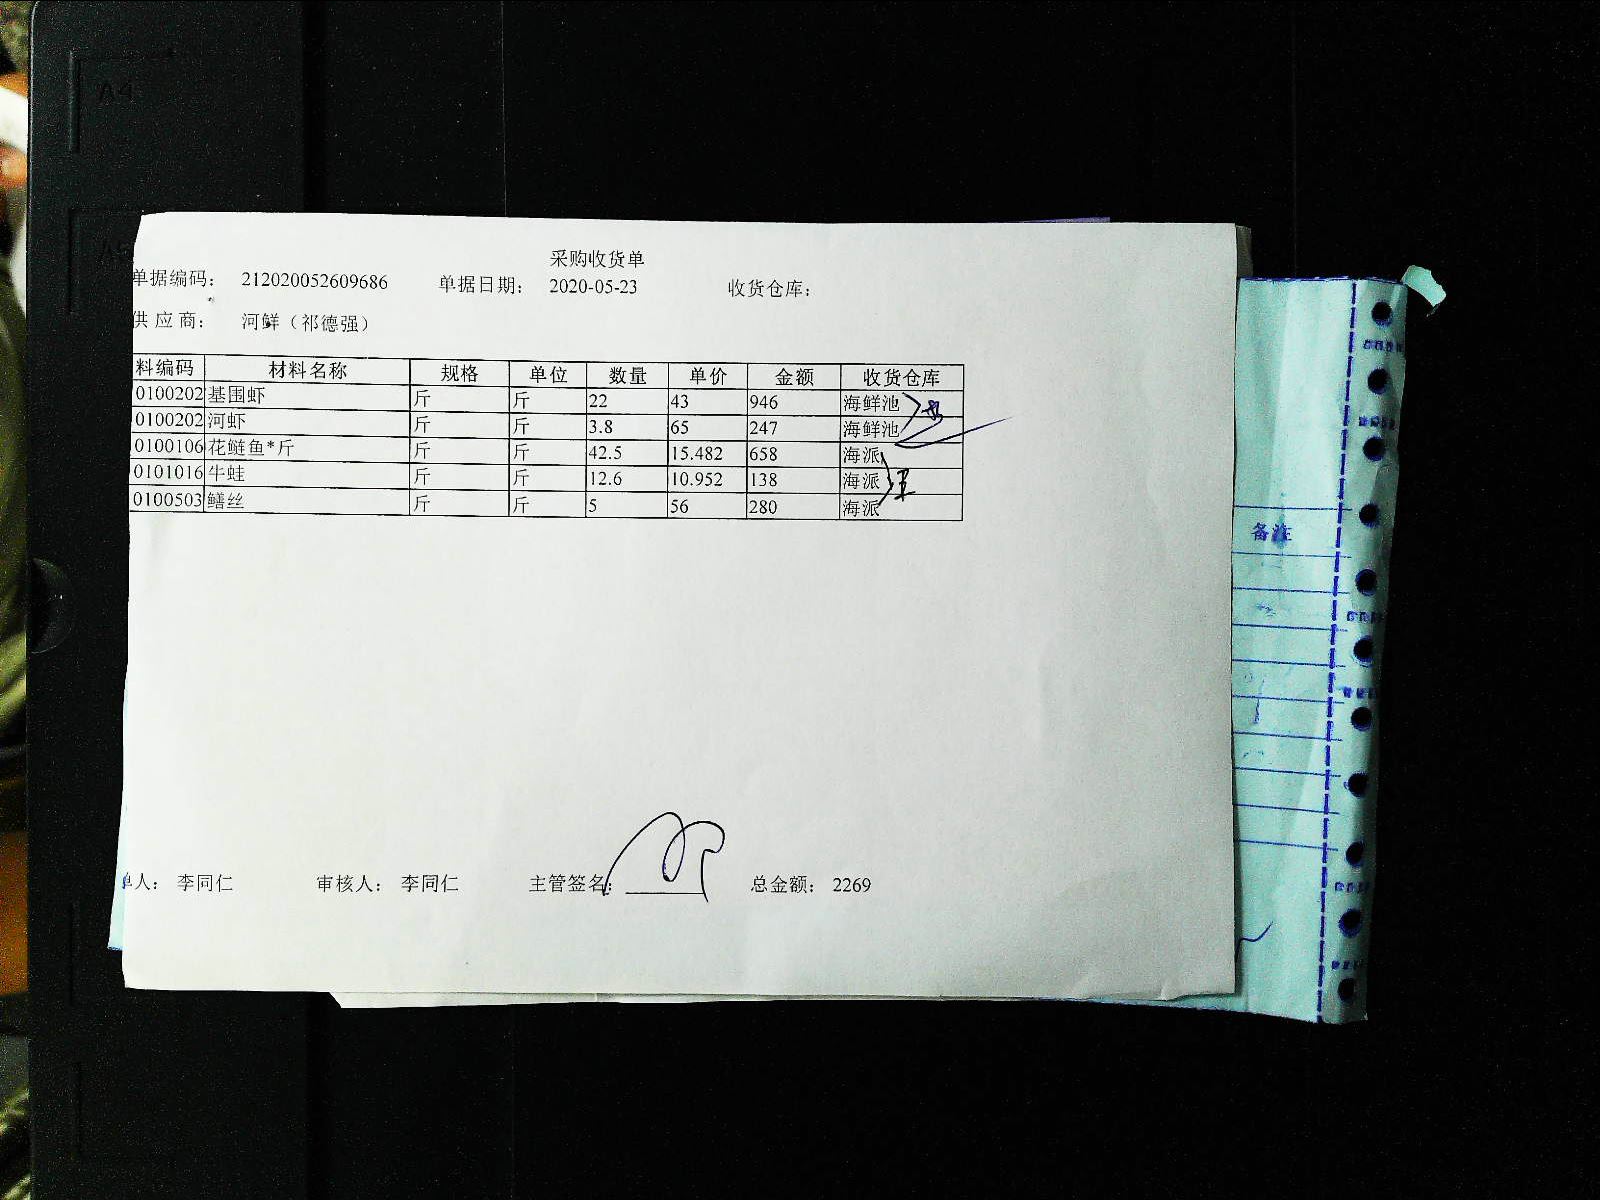 采购收货单
单据编码： 212020052609686 单据日期： 2020-05-23 收货仓库：
供应商： 河鲜（祁德强）
料编码 材料名称 规格 单位 数量 单价 金额 收货仓库
0100202 基围虾 斤 斤 22 43 946 海鲜池
0100202 河虾 斤 斤 3.8 65 247 海鲜池
0100106 花鲢鱼*斤 斤 斤 42.5 15.482 658 海派
0101016 牛蛙 斤 斤 12.6 10.952 138 海派
0100503 鳝丝 斤 斤 5 56 280 海派
备注
单人： 李同仁 审核人： 李同仁 主管签名： 总金额： 2269
A4